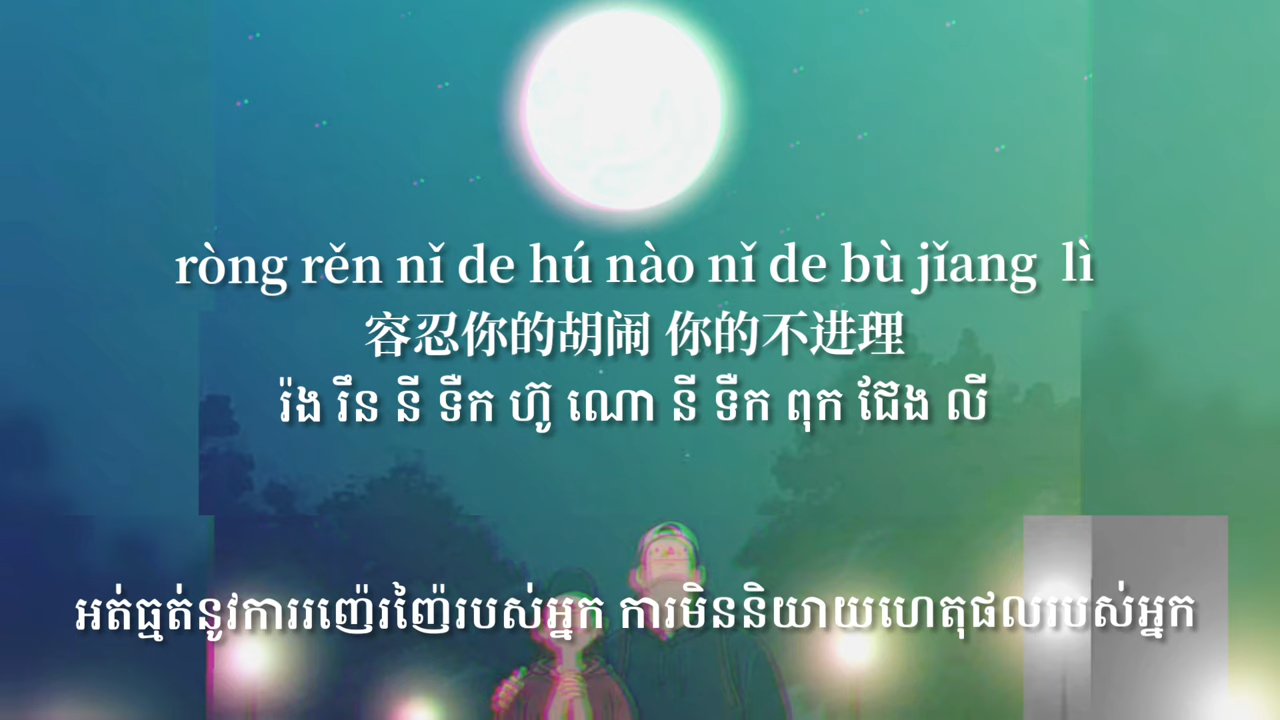 ròng rěn nǐ de hú nào nǐ de bù jǐang lì
容忍你的胡闹 你的不进理
រ៉ង រឹន នី ទឺក ហ៊ូ ណោ នី ទឺក ពុក ជ៊ែង លី
អត់ធ្មត់នូវការរញ៉េរញ៉ៃរបស់អ្នក ការមិននិយាយហេតុផលរបស់អ្នក